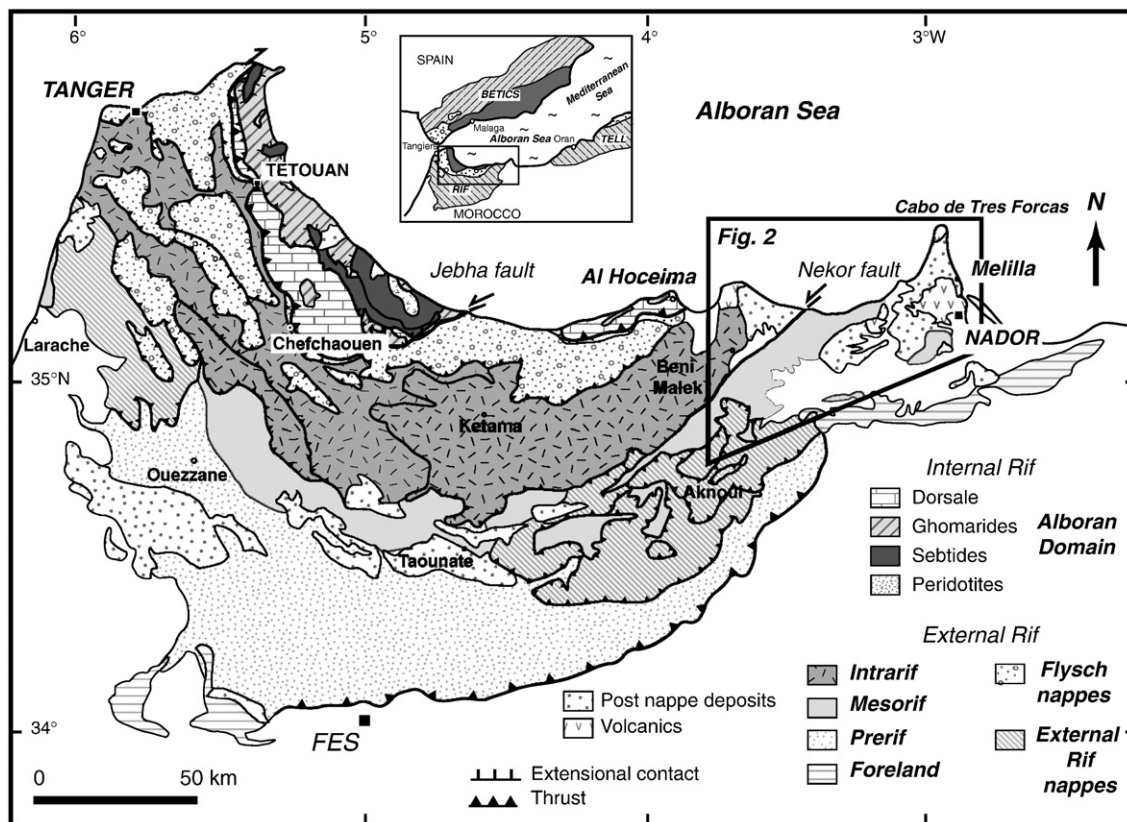 6°
5°
4°
3°W
TANGER
SPAIN
BETICS
Mediterranean
Sea
Malaga
Alboran Sea
Oran
Tangiers
TELL
RIF
MOROCCO
Alboran Sea
TETOUAN
Cabo de Tres Forcas
N
Fig. 2
Melilla
Jebha fault
Al Hoceima
Nekor fault
NADOR
Larache
Chefchaouen
35°N
Beni
Malek
Ketama
Ouezzane
Aknoul
Taounate
Internal Rif
Dorsale
Ghomarides
Sebtides
Peridotites
Alboran
Domain
External Rif
Intrarif
Mesorif
Prerif
Foreland
Flysch
nappes
External
Rif
nappes
Post nappe deposits
Volcanics
34°
FES
0 50 km
Extensional contact
Thrust